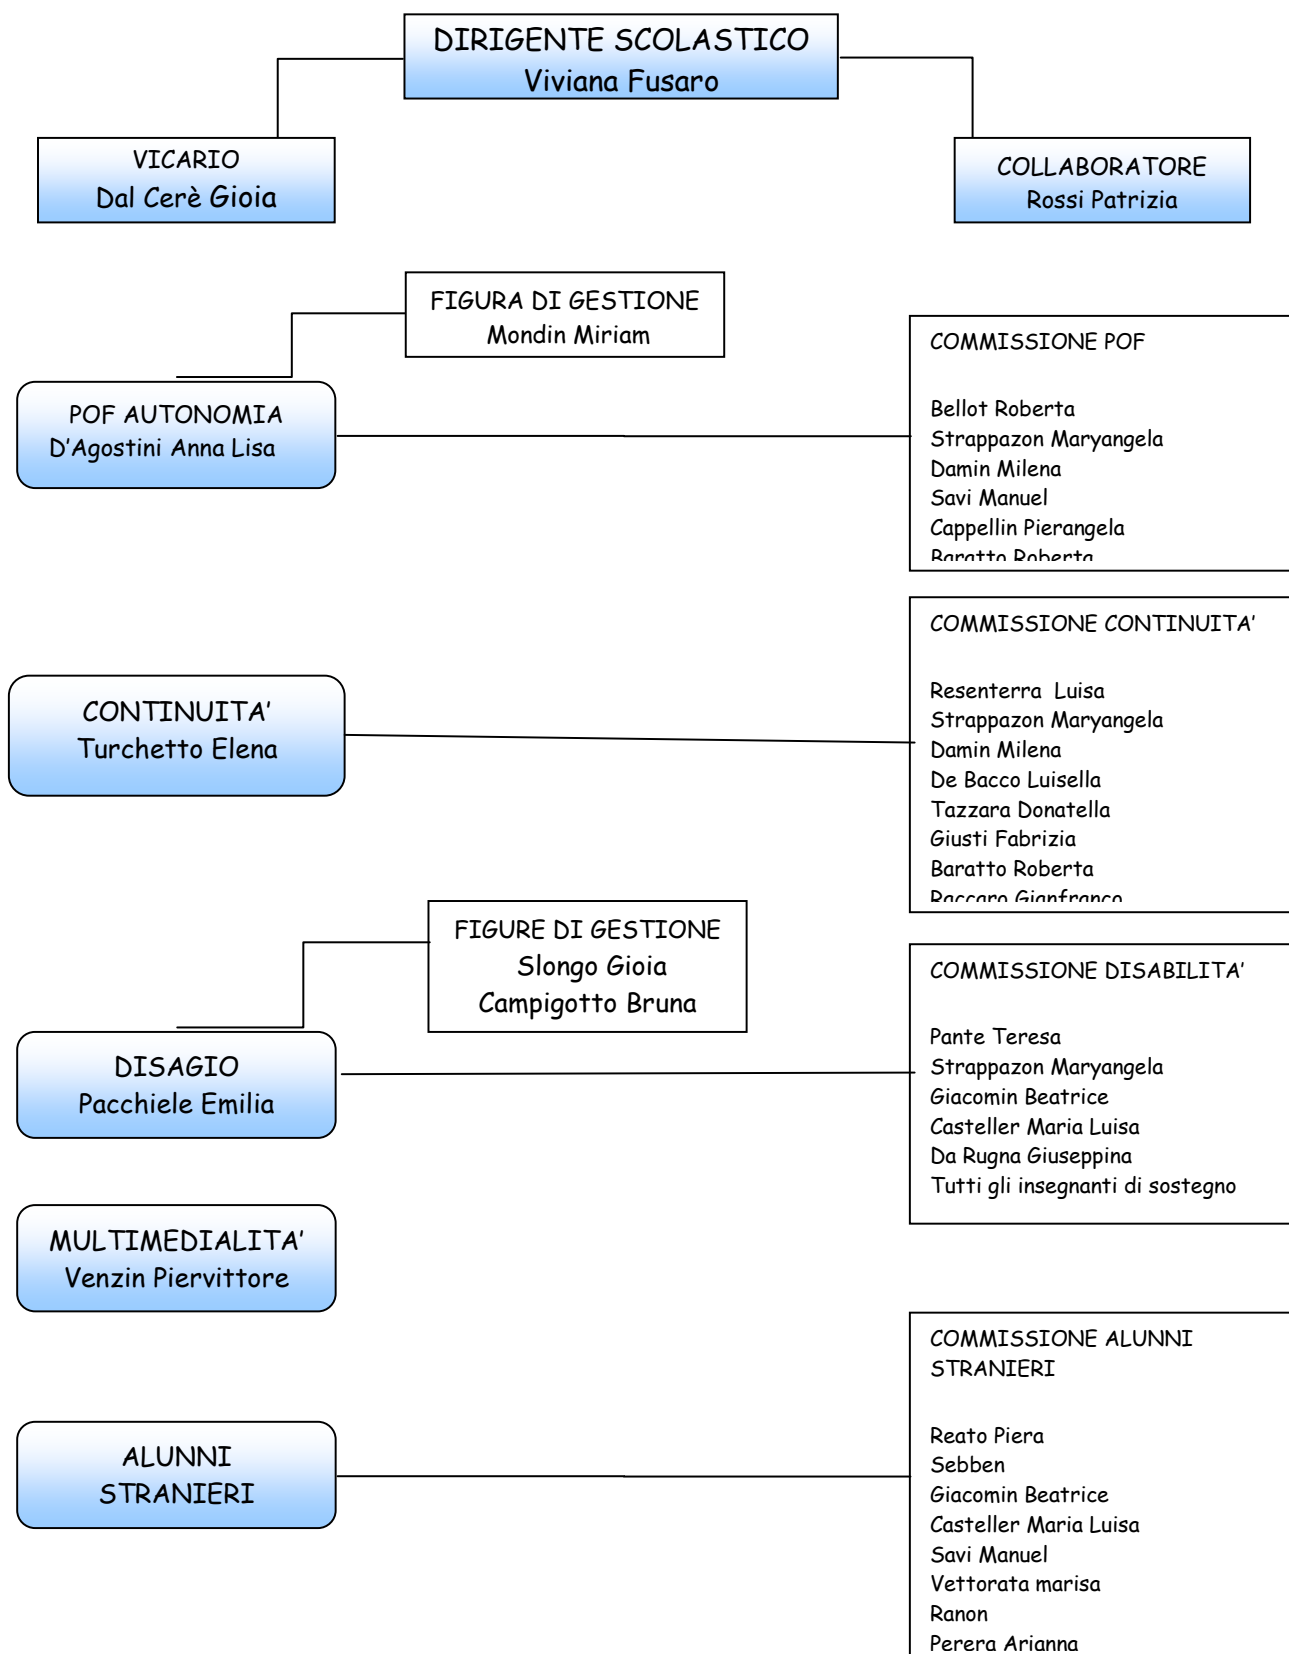 DIRIGENTE SCOLASTICO
Viviana Fusaro
VICARIO
Dal Cerè Gioia
COLLABORATORE
Rossi Patrizia
FIGURA DI GESTIONE
Mondin Miriam
POF AUTONOMIA
D'Agostini Anna Lisa
COMMISSIONE POF
Bellot Roberta
Strappazon Maryangela
Damin Milena
Savi Manuel
Cappellin Pierangela
Baratto Roberta
CONTINUITA'
Turchetto Elena
COMMISSIONE CONTINUITA'
Resenterra Luisa
Strappazon Maryangela
Damin Milena
De Bacco Luisella
Tazzara Donatella
Giusti Fabrizia
Baratto Roberta
Raccaro Gianfranco
FIGURE DI GESTIONE
Slongo Gioia
Campigotto Bruna
DISAGIO
Pacchiele Emilia
COMMISSIONE DISABILITA'
Pante Teresa
Strappazon Maryangela
Giacomin Beatrice
Casteller Maria Luisa
Da Rugna Giuseppina
Tutti gli insegnanti di sostegno
MULTIMEDIALITA'
Venzin Piervittore
ALUNNI
STRANIERI
COMMISSIONE ALUNNI
STRANIERI
Reato Piera
Sebben
Giacomin Beatrice
Casteller Maria Luisa
Savi Manuel
Vettorata marisa
Ranon
Perera Arianna